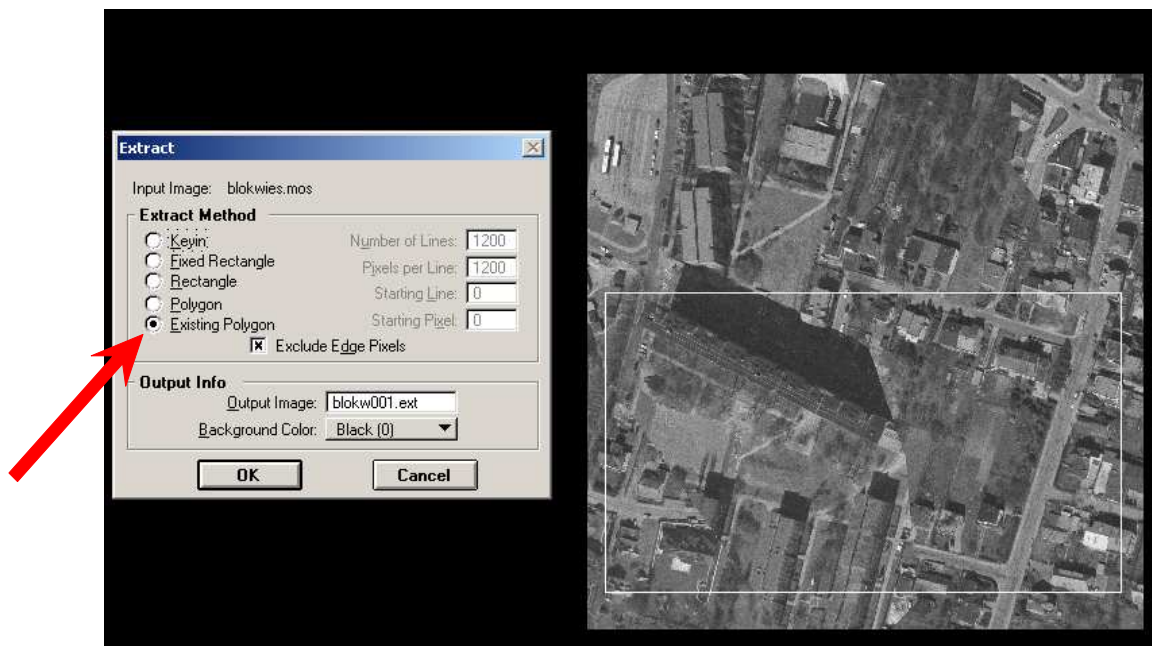 Extract
Input Image: blokwies.mos
Extract Method
Keyin
Number of Lines: 1200
Fixed Rectangle
Pixels per Line: 1200
Rectangle
Starting Line: 0
Polygon
Existing Polygon
Starting Pixel: 0
Exclude Edge Pixels
Output Info
Output Image: blokw001.ext
Background Color: Black (0)
OK
Cancel